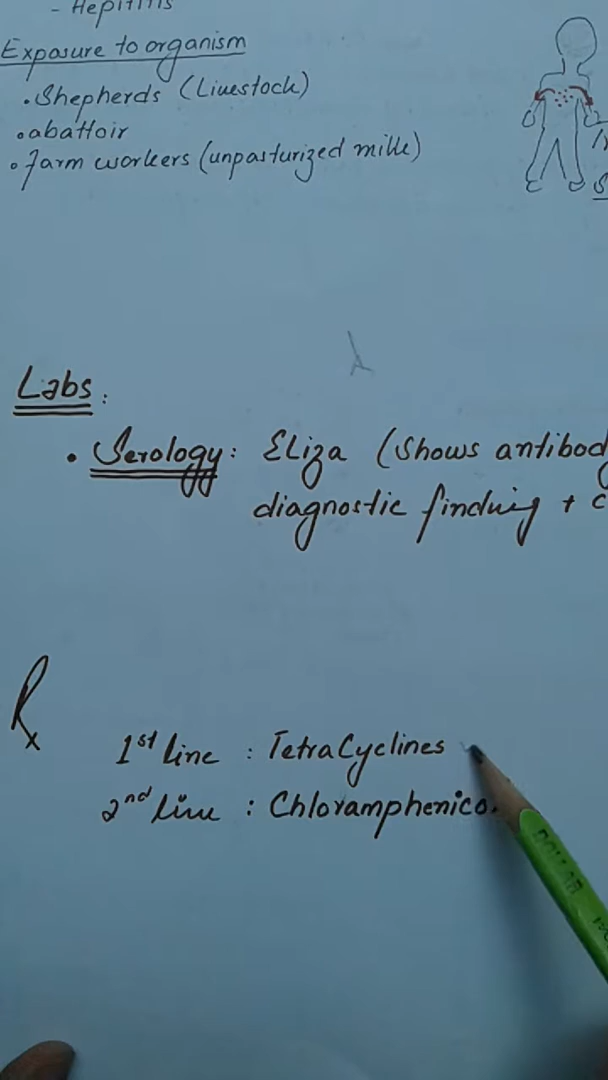 - Hepititis
Exposure to organism
• Shepherds (Livestock)
• abattoir
• farm workers (unpasturized milk)
Labs :
• Serology : Eliza (Shows antibod
diagnostic finding + c
Rx
1st line : TetraCyclines
2nd line : Chloramphenico
DOLLAR